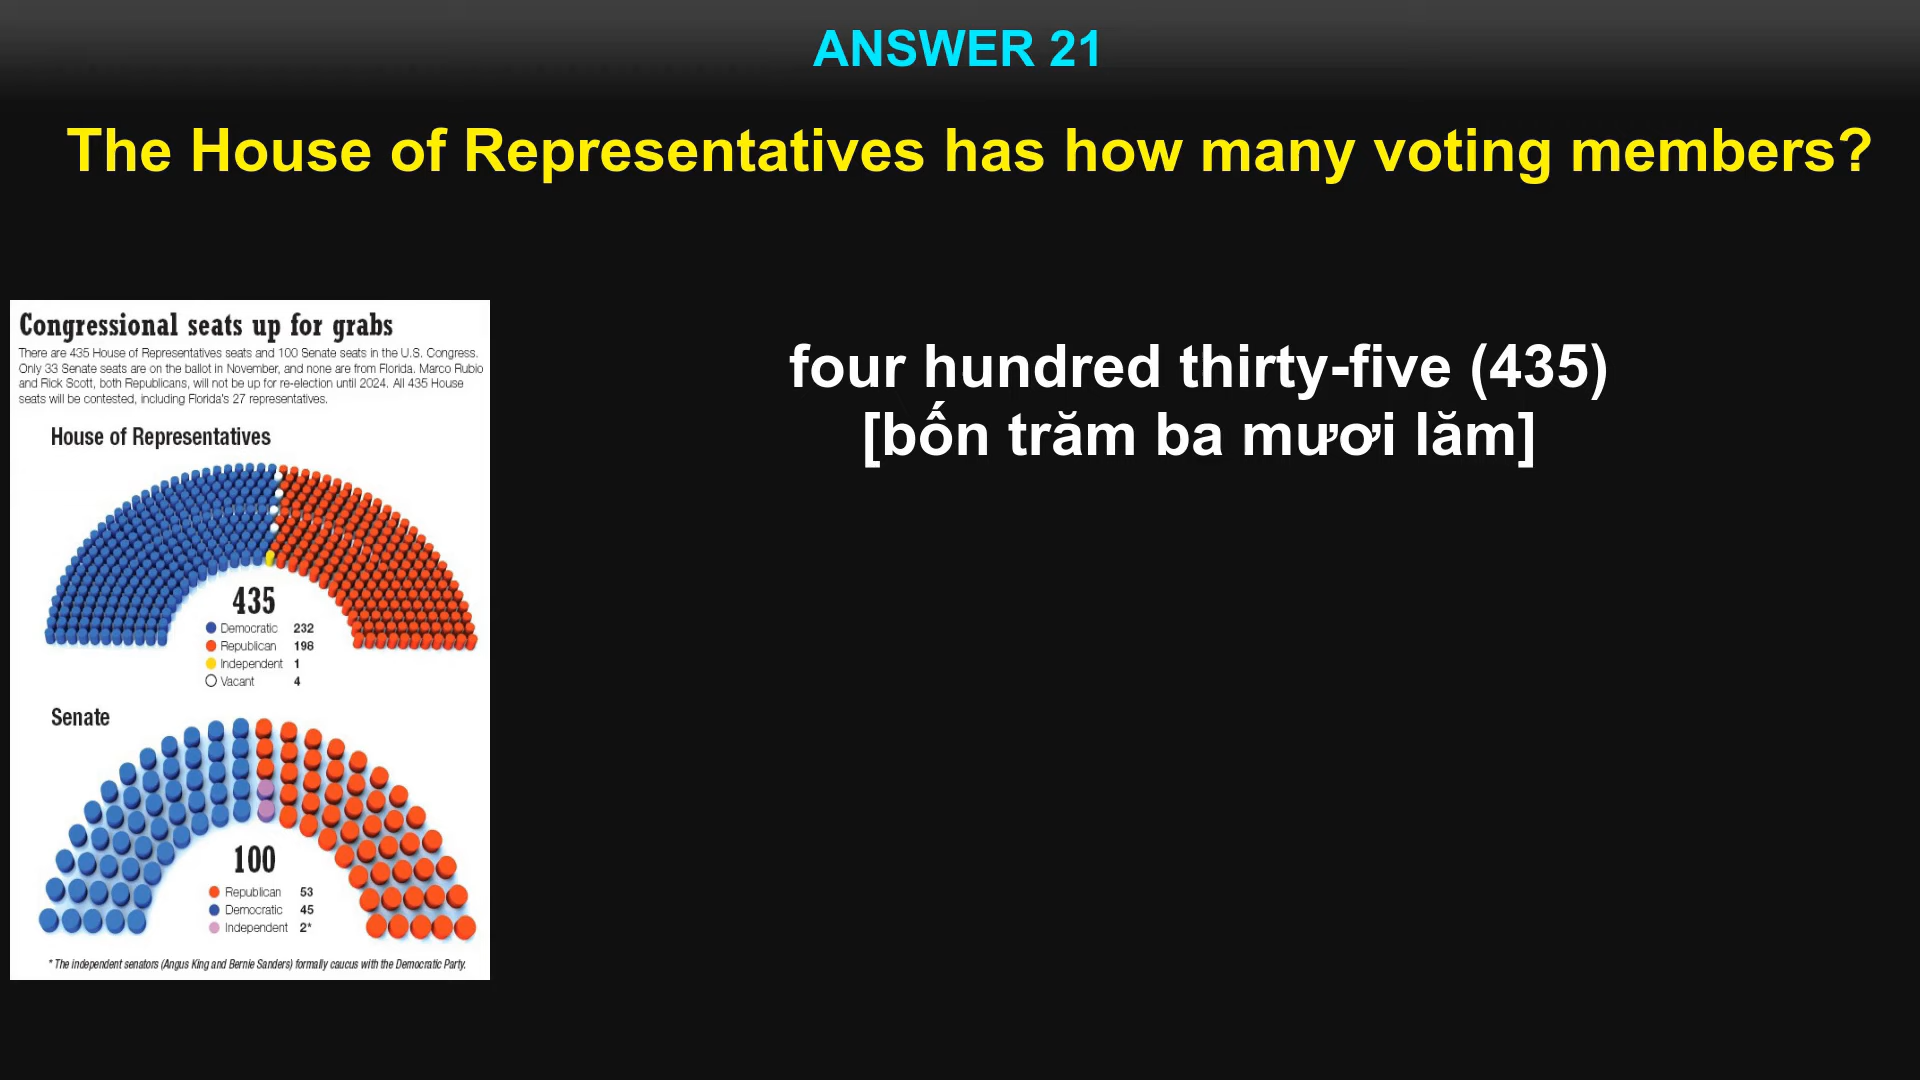 ANSWER 21
The House of Representatives has how many voting members?
Congressional seats up for grabs
There are 435 House of Representatives seats and 100 Senate seats in the U.S. Congress.
Only 33 Senate seats are on the ballot in November, and none are from Florida. Marco Rubio
and Rick Scott, both Republicans, will not be up for re-election until 2024. All 435 House
seats will be contested, including Florida's 27 representatives.
four hundred thirty-five (435)
[bốn trăm ba mươi lăm]
House of Representatives
435
Democratic 232
Republican 198
Independent 1
Vacant 4
Senate
100
Republican 53
Democratic 45
Independent 2*
* The independent senators (Angus King and Bernie Sanders) formally caucus with the Democratic Party.